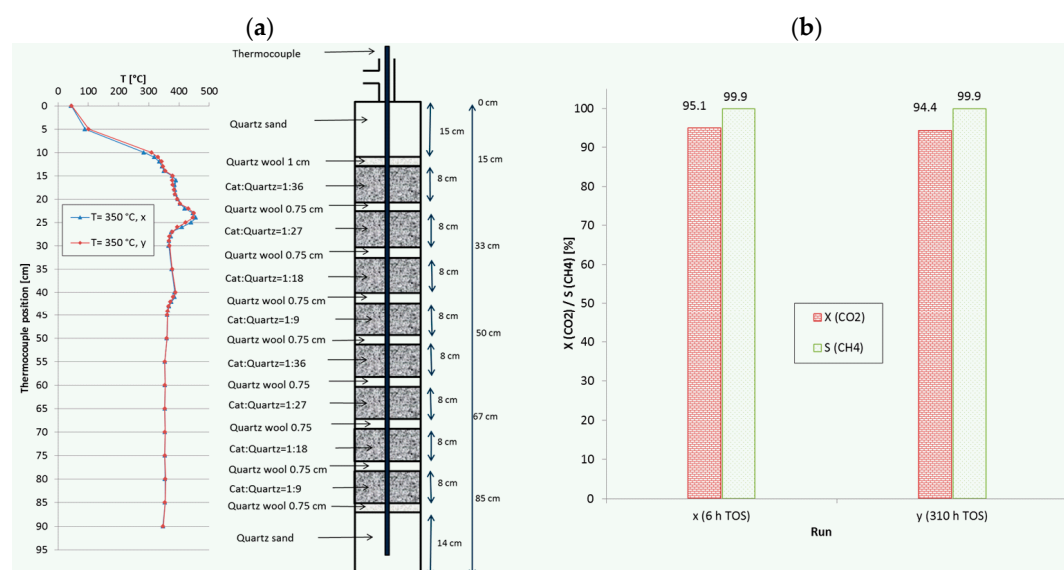 (a)
(b)
T [°C]
0 100 200 300 400 500
0
5
10
15
20
25
30
35
40
45
50
55
60
65
70
75
80
85
90
95
Thermocouple position [cm]
T= 350 °C, x
T= 350 °C, y
Thermocouple
Quartz sand
Quartz wool 1 cm
Cat:Quartz=1:36
Quartz wool 0.75 cm
Cat:Quartz=1:27
Quartz wool 0.75 cm
Cat:Quartz=1:18
Quartz wool 0.75 cm
Cat:Quartz=1:9
Quartz wool 0.75 cm
Cat:Quartz=1:36
Quartz wool 0.75
Cat:Quartz=1:27
Quartz wool 0.75
Cat:Quartz=1:18
Quartz wool 0.75 cm
Cat:Quartz=1:9
Quartz wool 0.75 cm
Quartz sand
15 cm
8 cm
8 cm
8 cm
8 cm
8 cm
8 cm
8 cm
8 cm
14 cm
0 cm
15 cm
33 cm
50 cm
67 cm
85 cm
X (CO2) / S (CH4) [%]
100
90
80
70
60
50
40
30
20
10
0
95.1
99.9
94.4
99.9
X (CO2)
S (CH4)
x (6 h TOS)
y (310 h TOS)
Run